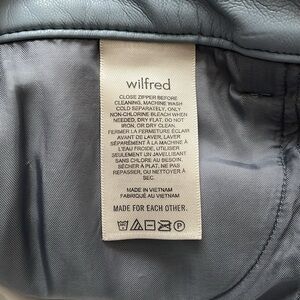 wilfred
CLOSE ZIPPER BEFORE
CLEANING, MACHINE WASH
COLD SEPARATELY, ONLY
NON-CHLORINE BLEACH WHEN
NEEDED, DRY FLAT, DO NOT
IRON, OR DRY CLEAN.
FERMER LA FERMETURE ÉCLAIR
AVANT DE LAVER, LAVER
SÉPARÉMENT À LA MACHINE À
L'EAU FROIDE, UTILISER
SEULEMENT UN JAVELLISANT
SANS CHLORE AU BESOIN.
SÉCHER À PLAT, NE PAS
REPASSER, OU NETTOYER À
SEC.
MADE IN VIETNAM
FABRIQUÉ AU VIETNAM
MADE FOR EACH OTHER.
P